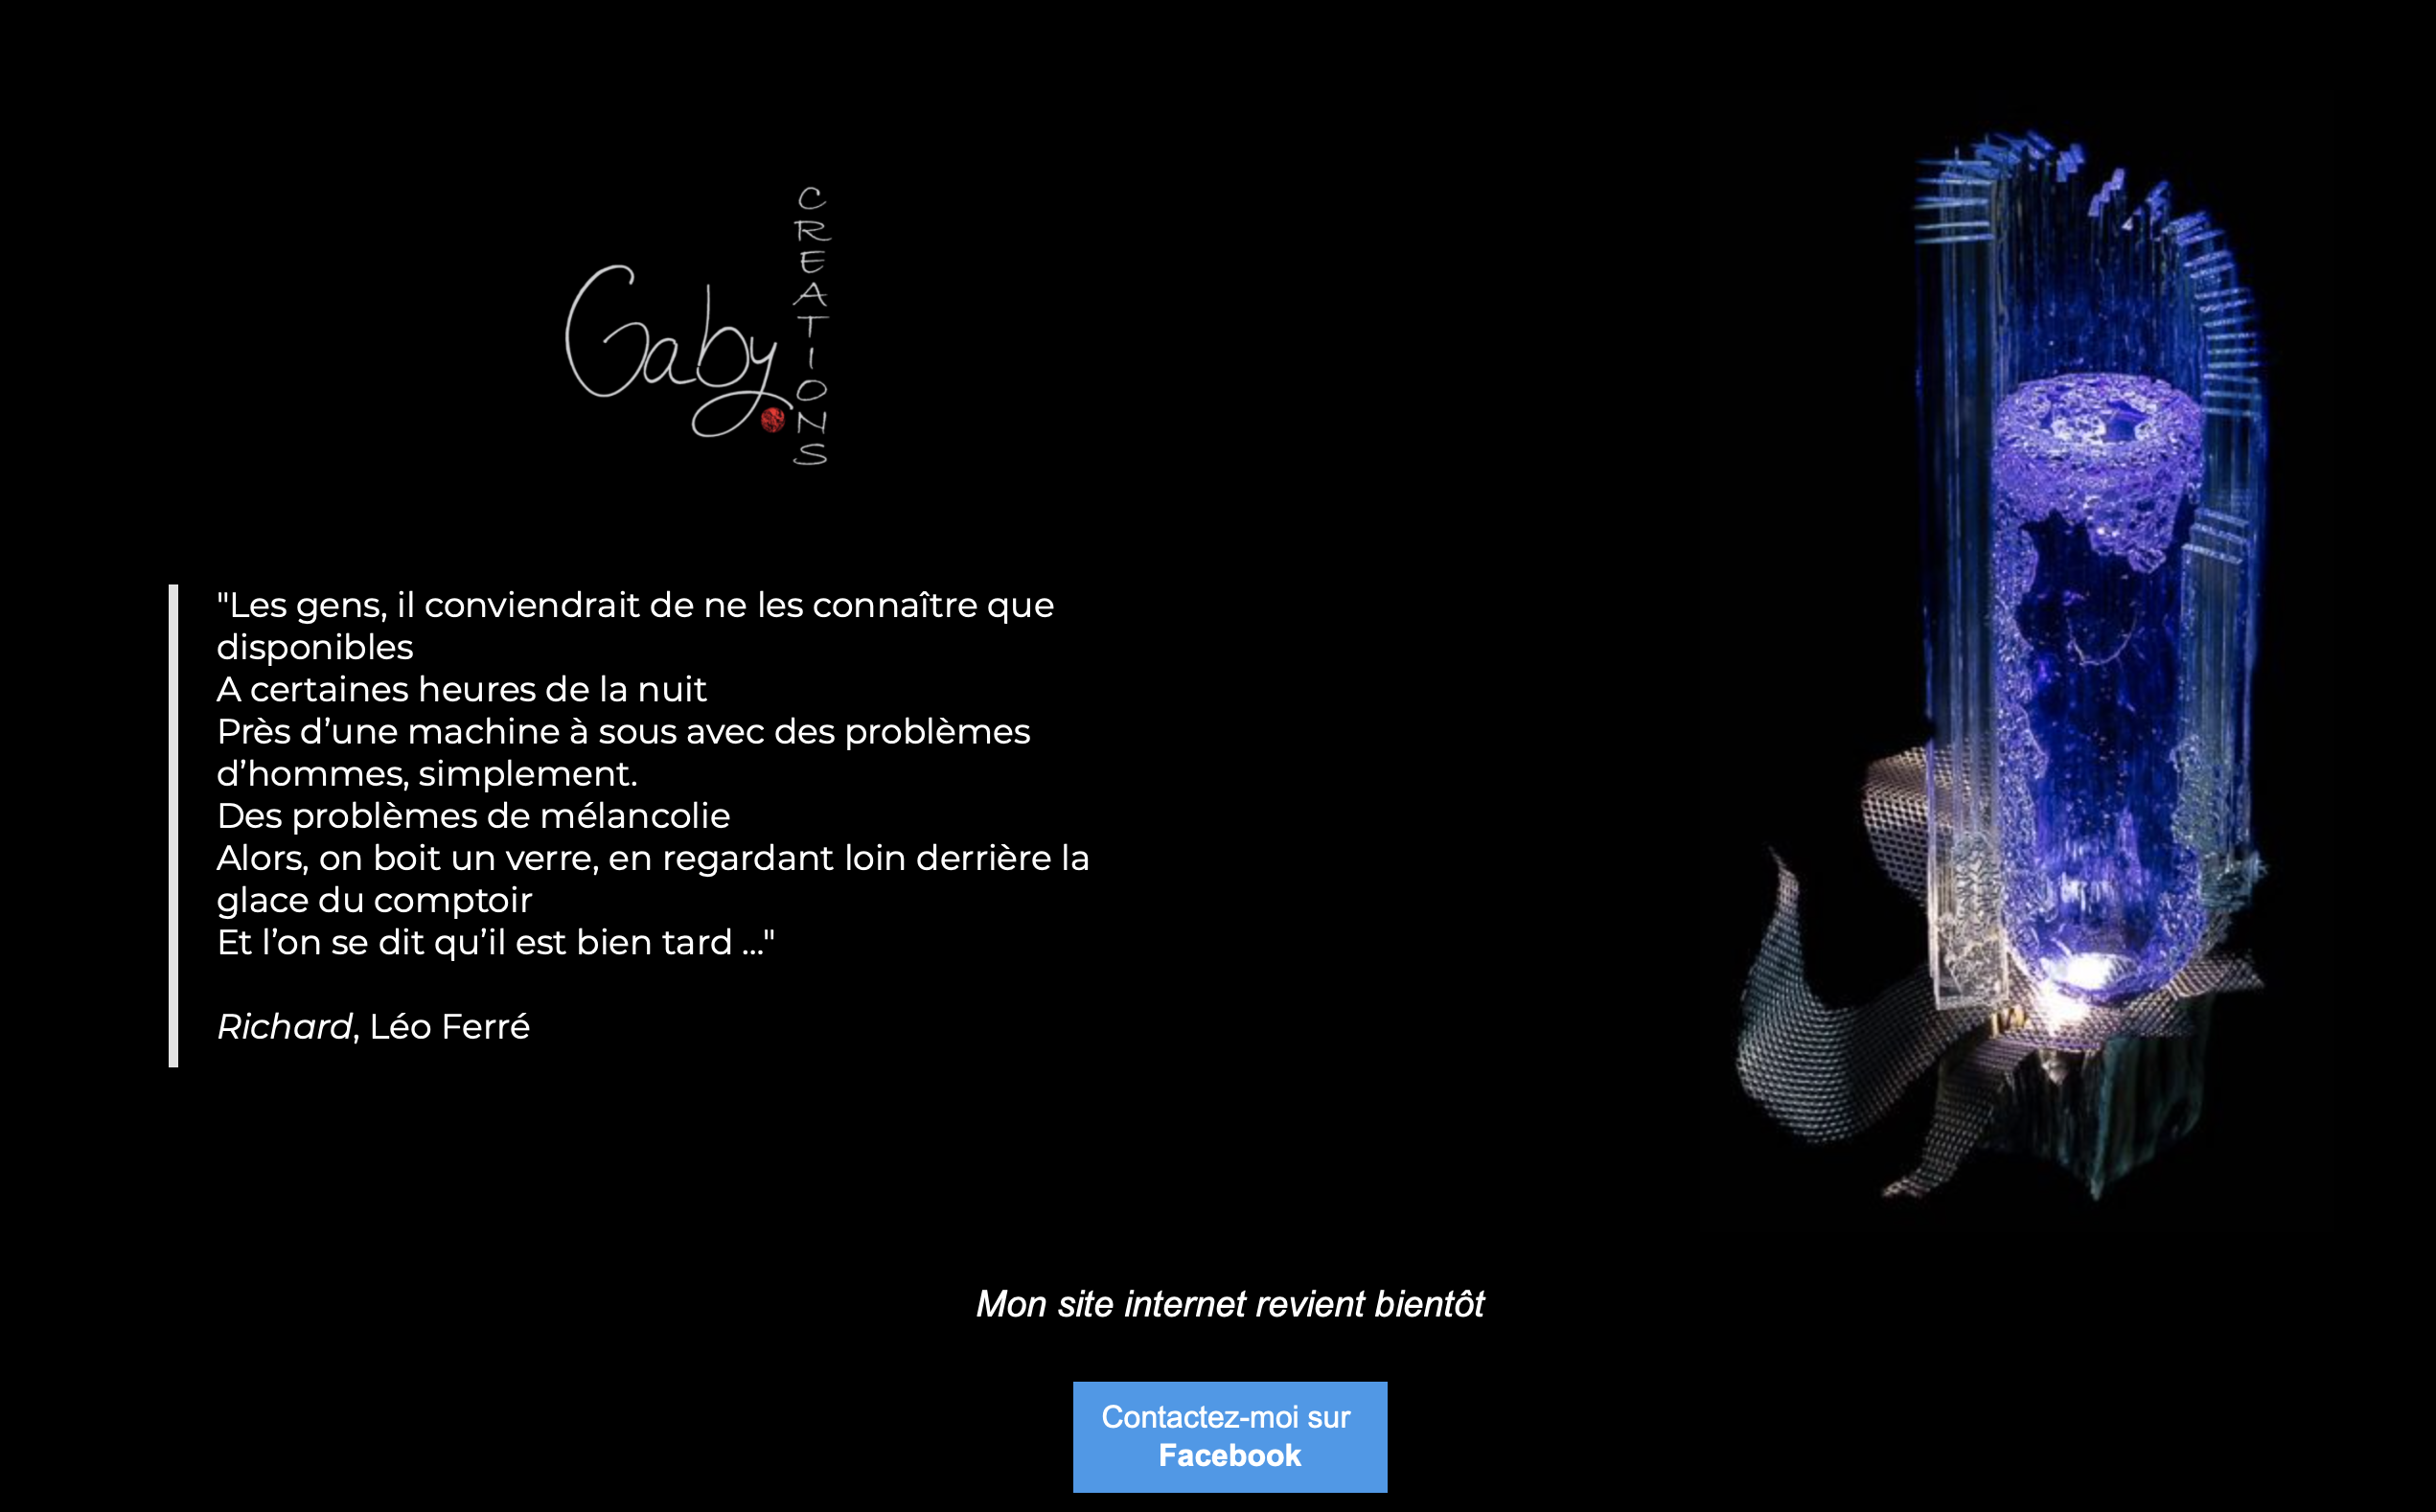 Gaby
CREATIONS
"Les gens, il conviendrait de ne les connaître que
disponibles
A certaines heures de la nuit
Près d’une machine à sous avec des problèmes
d’hommes, simplement.
Des problèmes de mélancolie
Alors, on boit un verre, en regardant loin derrière la
glace du comptoir
Et l’on se dit qu’il est bien tard ..."
Richard, Léo Ferré
Mon site internet revient bientôt
Contactez-moi sur
Facebook